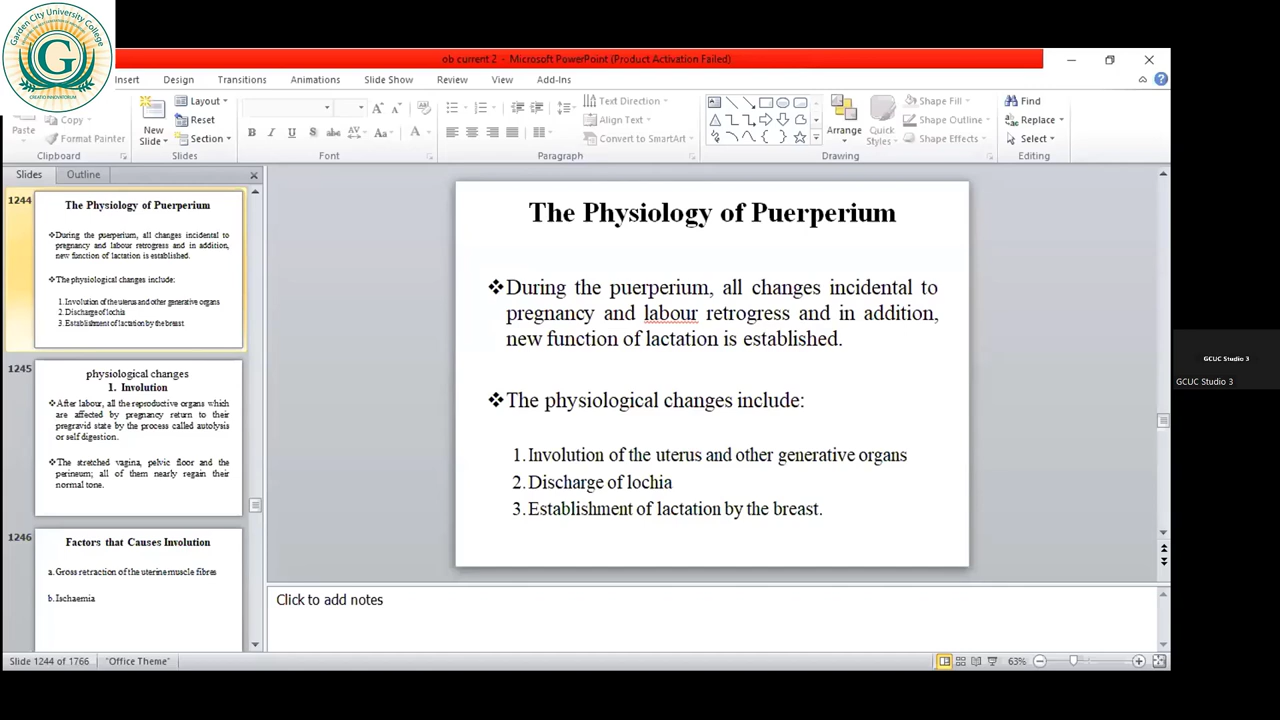 Garden City University College
G
CREATIO INNOVATORIUM
ob current 2 - Microsoft PowerPoint (Product Activation Failed)
Insert Design Transitions Animations Slide Show Review View Add-Ins
Paste
Copy
Format Painter
Clipboard
New
Slide
Layout
Reset
Section
Slides
B I U S abc AV Aa A
Font
Text Direction
Align Text
Convert to SmartArt
Paragraph
Arrange
Quick
Styles
Shape Fill
Shape Outline
Shape Effects
Drawing
Find
Replace
Select
Editing
Slides Outline
1244
The Physiology of Puerperium
❖During the puerperium, all changes incidental to
pregnancy and labour retrogress and in addition,
new function of lactation is established.
❖The physiological changes include:
1. Involution of the uterus and other generative organs
2. Discharge of lochia
3. Establishment of lactation by the breast.
1245
physiological changes
1. Involution
❖After labour, all the reproductive organs which
are affected by pregnancy return to their
pregravid state by the process called autolysis
or self digestion.
❖The stretched vagina, pelvic floor and the
perineum; all of them nearly regain their
normal tone.
1246
Factors that Causes Involution
a. Gross retraction of the uterine muscle fibres
b. Ischaemia
The Physiology of Puerperium
❖During the puerperium, all changes incidental to
pregnancy and labour retrogress and in addition,
new function of lactation is established.
❖The physiological changes include:
1. Involution of the uterus and other generative organs
2. Discharge of lochia
3. Establishment of lactation by the breast.
Click to add notes
GCUC Studio 3
GCUC Studio 3
Slide 1244 of 1766 "Office Theme" 63%